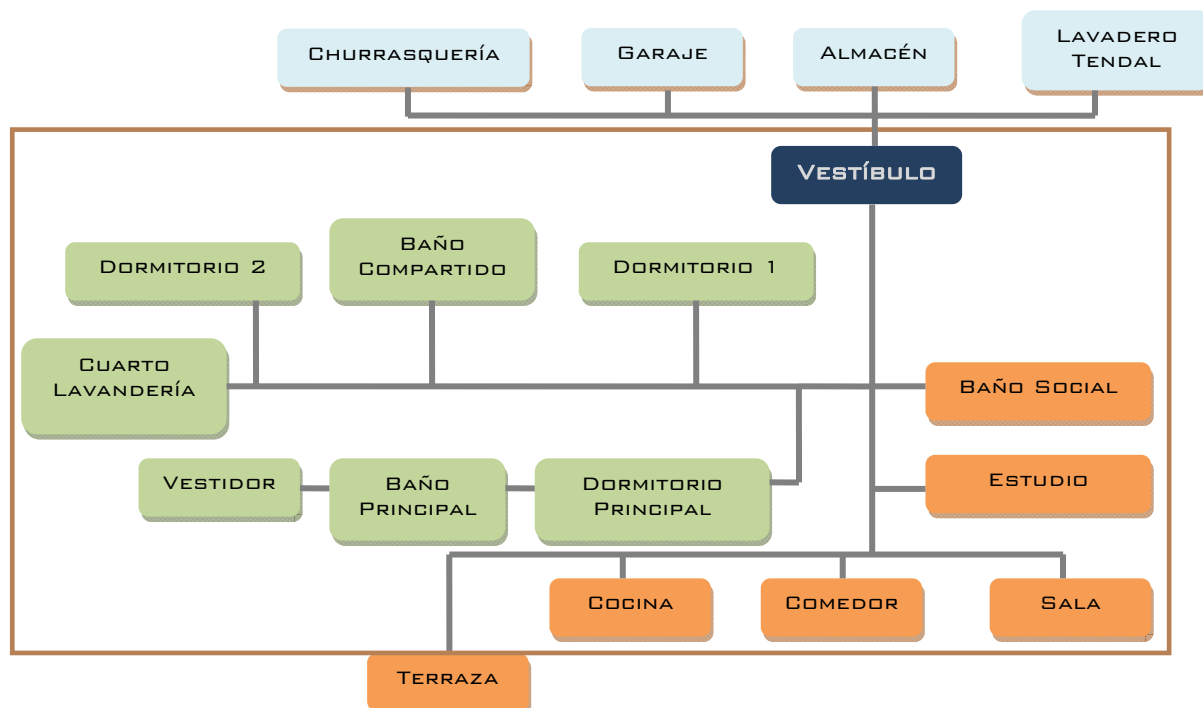 Churrasquería
Garaje
Almacén
Lavadero
Tendal
Vestíbulo
Dormitorio 2
Baño
Compartido
Dormitorio 1
Cuarto
Lavandería
Baño Social
Vestidor
Baño
Principal
Dormitorio
Principal
Estudio
Cocina
Comedor
Sala
Terraza